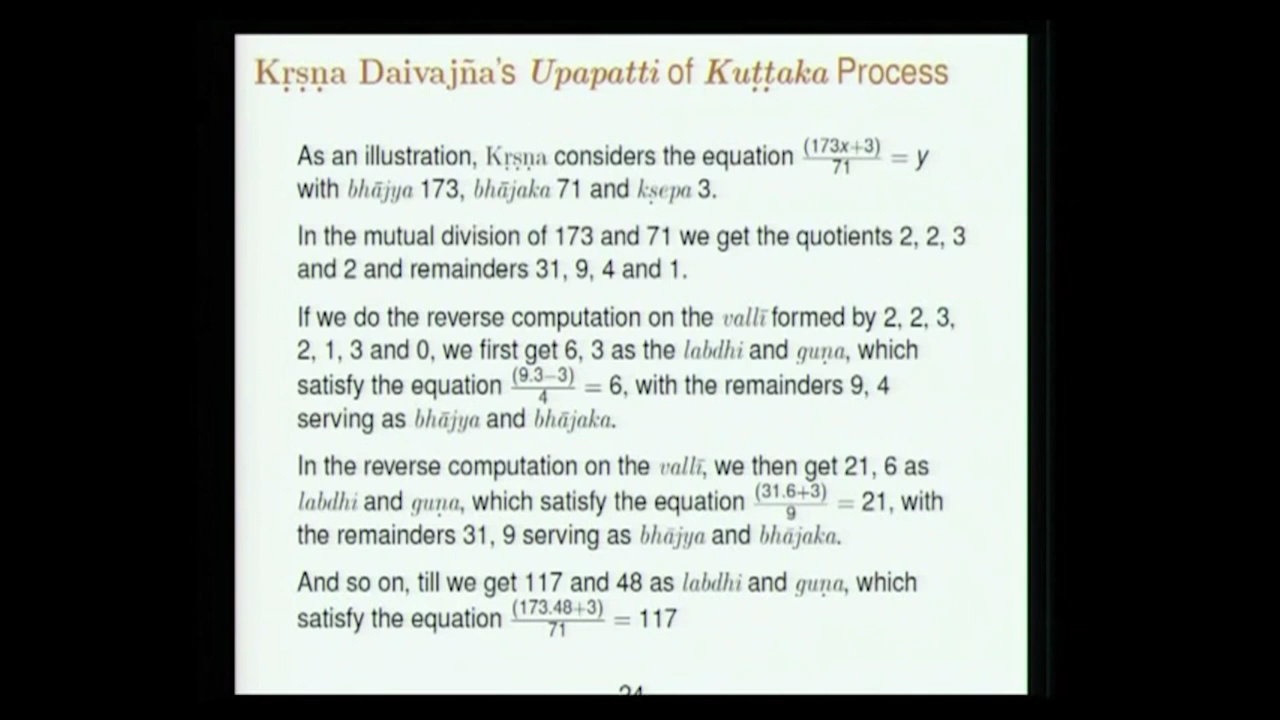 Kṛṣṇa Daivajña's Upapatti of Kuṭṭaka Process
As an illustration, Kṛṣṇa considers the equation (173x+3)/71 = y
with bhājya 173, bhājaka 71 and kṣepa 3.
In the mutual division of 173 and 71 we get the quotients 2, 2, 3
and 2 and remainders 31, 9, 4 and 1.
If we do the reverse computation on the vallī formed by 2, 2, 3,
2, 1, 3 and 0, we first get 6, 3 as the labdhi and guṇa, which
satisfy the equation (9.3−3)/4 = 6, with the remainders 9, 4
serving as bhājya and bhājaka.
In the reverse computation on the vallī, we then get 21, 6 as
labdhi and guṇa, which satisfy the equation (31.6+3)/9 = 21, with
the remainders 31, 9 serving as bhājya and bhājaka.
And so on, till we get 117 and 48 as labdhi and guṇa, which
satisfy the equation (173.48+3)/71 = 117